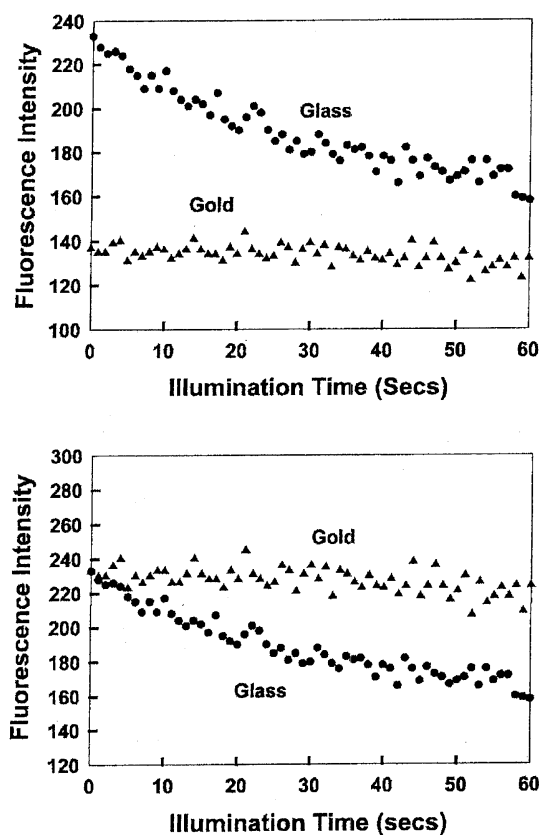 240
220
200
180
160
140
120
100
Fluorescence Intensity
Glass
Gold
0 10 20 30 40 50 60
Illumination Time (Secs)
300
280
260
240
220
200
180
160
140
120
Fluorescence Intensity
Gold
Glass
0 10 20 30 40 50 60
Illumination Time (secs)